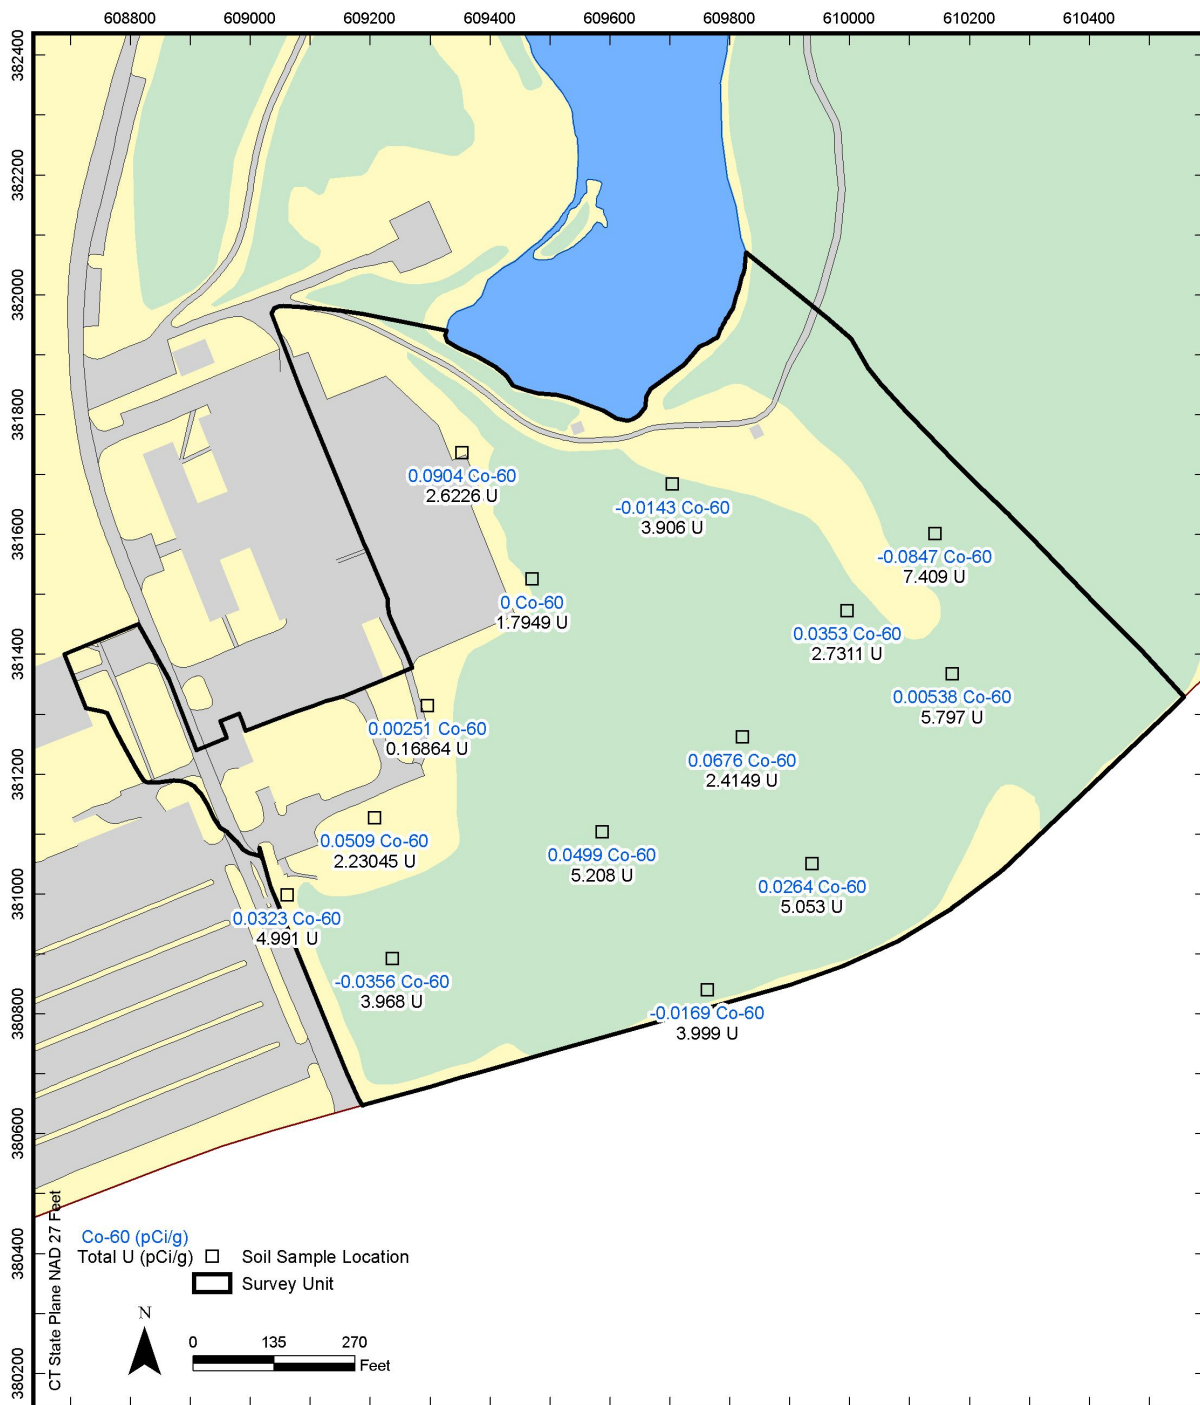 608800 609000 609200 609400 609600 609800 610000 610200 610400
382400
382200
382000
381800
381600
381400
381200
381000
380800
380600
380400
380200
0.0904 Co-60
2.6226 U
-0.0143 Co-60
3.906 U
-0.0847 Co-60
7.409 U
0 Co-60
1.7949 U
0.0353 Co-60
2.7311 U
0.00538 Co-60
5.797 U
0.00251 Co-60
0.16864 U
0.0676 Co-60
2.4149 U
0.0509 Co-60
2.23045 U
0.0499 Co-60
5.208 U
0.0264 Co-60
5.053 U
0.0323 Co-60
4.991 U
-0.0356 Co-60
3.968 U
-0.0169 Co-60
3.999 U
CT State Plane NAD 27 Feet
Co-60 (pCi/g)
Total U (pCi/g) Soil Sample Location
Survey Unit
N
0 135 270
Feet